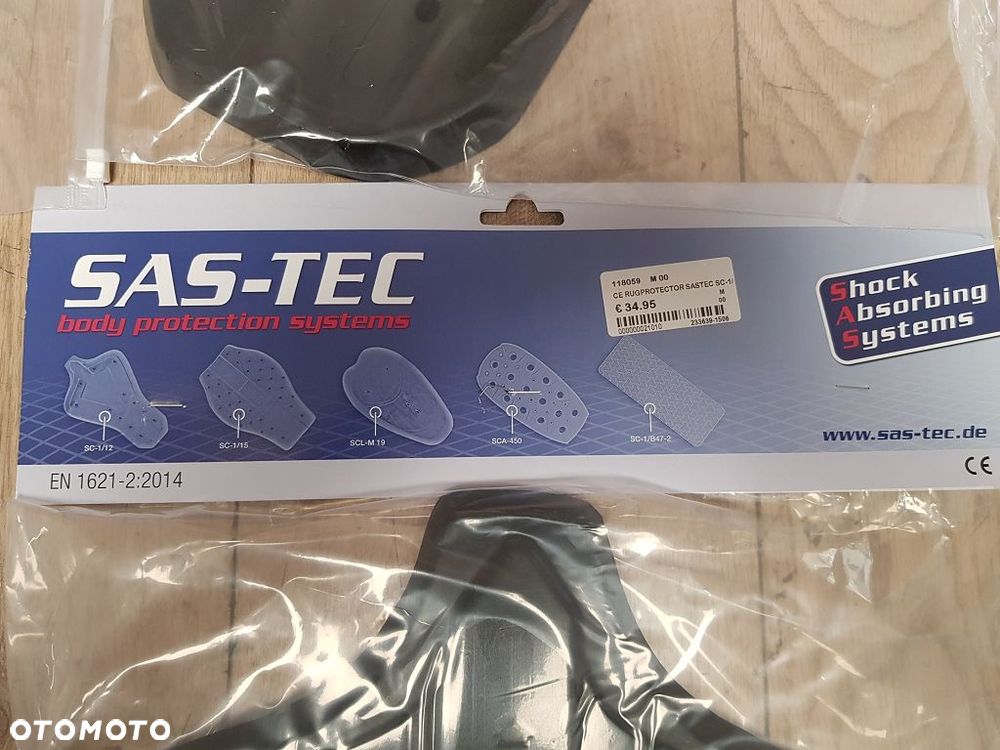 SAS-TEC
body protection systems
118059 M 00
CE RUGPROTECTOR SASTEC SC-1/
€ 34.95
M
00
000000021010
233639-1506
Shock
Absorbing
Systems
SC-1/12
SC-1/15
SCL-M 19
SCA-450
SC-1/B47-2
www.sas-tec.de
EN 1621-2:2014
CE
OTOMOTO